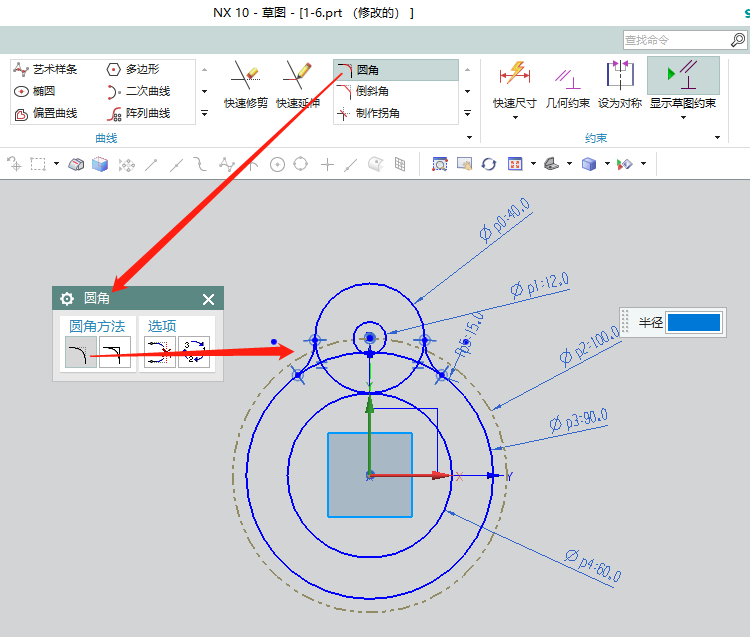 NX 10 - 草图 - [1-6.prt （修改的） ]
查找命令
艺术样条
多边形
椭圆
二次曲线
偏置曲线
阵列曲线
曲线
快速修剪
快速延伸
圆角
倒斜角
制作拐角
快速尺寸
几何约束
设为对称
显示草图约束
约束
圆角
圆角方法
选项
半径
Ø p0:40.0
Ø p1:12.0
Rp5:15.0
Ø p2:100.0
Ø p3:90.0
Ø p4:60.0
X
Y